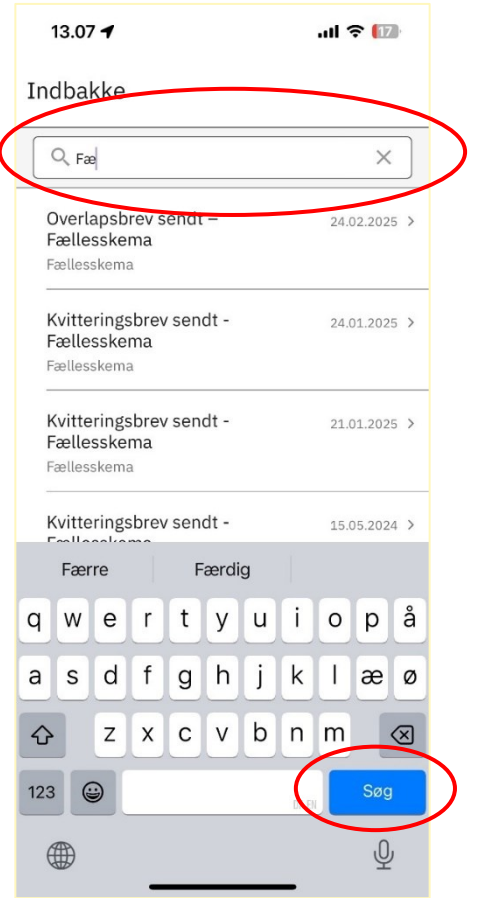 13.07
17
Indbakke
Fæ
Overlapsbrev sendt –
Fællesskema
Fællesskema
24.02.2025
Kvitteringsbrev sendt -
Fællesskema
Fællesskema
24.01.2025
Kvitteringsbrev sendt -
Fællesskema
Fællesskema
21.01.2025
Kvitteringsbrev sendt -
Fællesskema
15.05.2024
Færre
Færdig
q w e r t y u i o p å
a s d f g h j k l æ ø
z x c v b n m
123
Søg